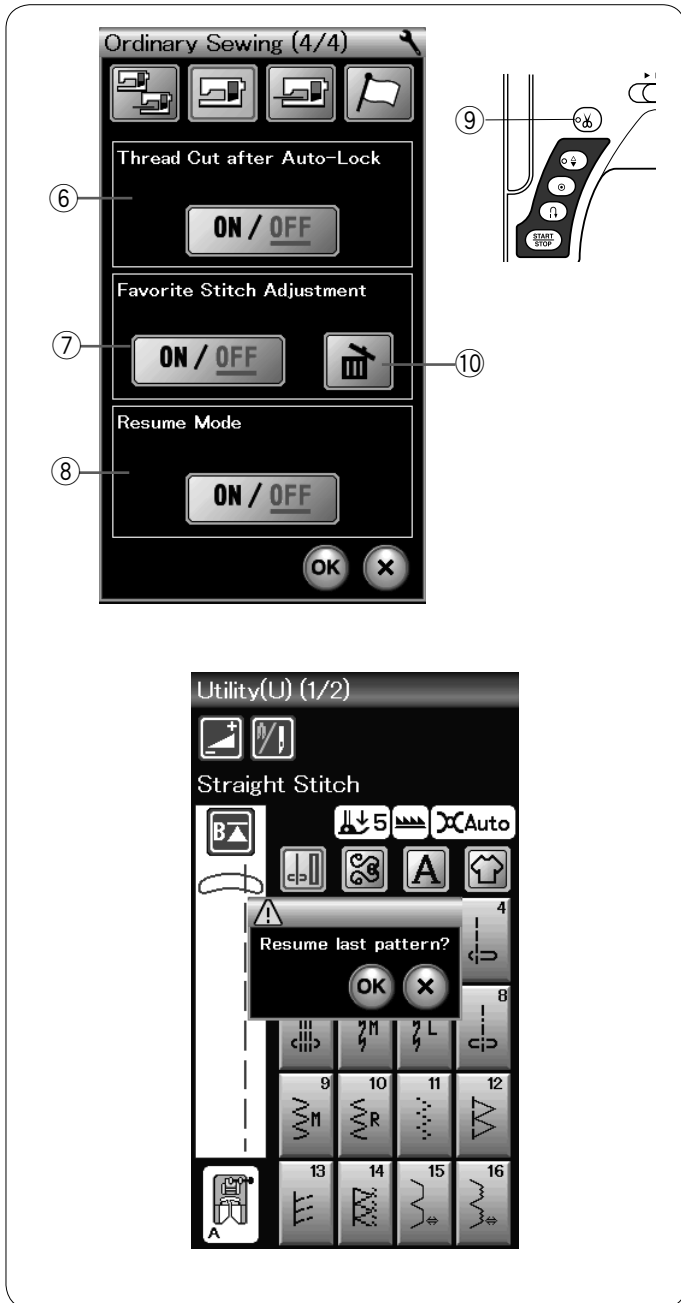 Ordinary Sewing (4/4)
Thread Cut after Auto-Lock
⑥
ON / OFF
Favorite Stitch Adjustment
⑦
ON / OFF
⑩
Resume Mode
⑧
ON / OFF
OK ×
⑨
START
STOP
Utility(U) (1/2)
Straight Stitch
B 5 Auto
A
4
Resume last pattern?
OK ×
8
M L
9 10 11 12
M R
13 14 15 16
A